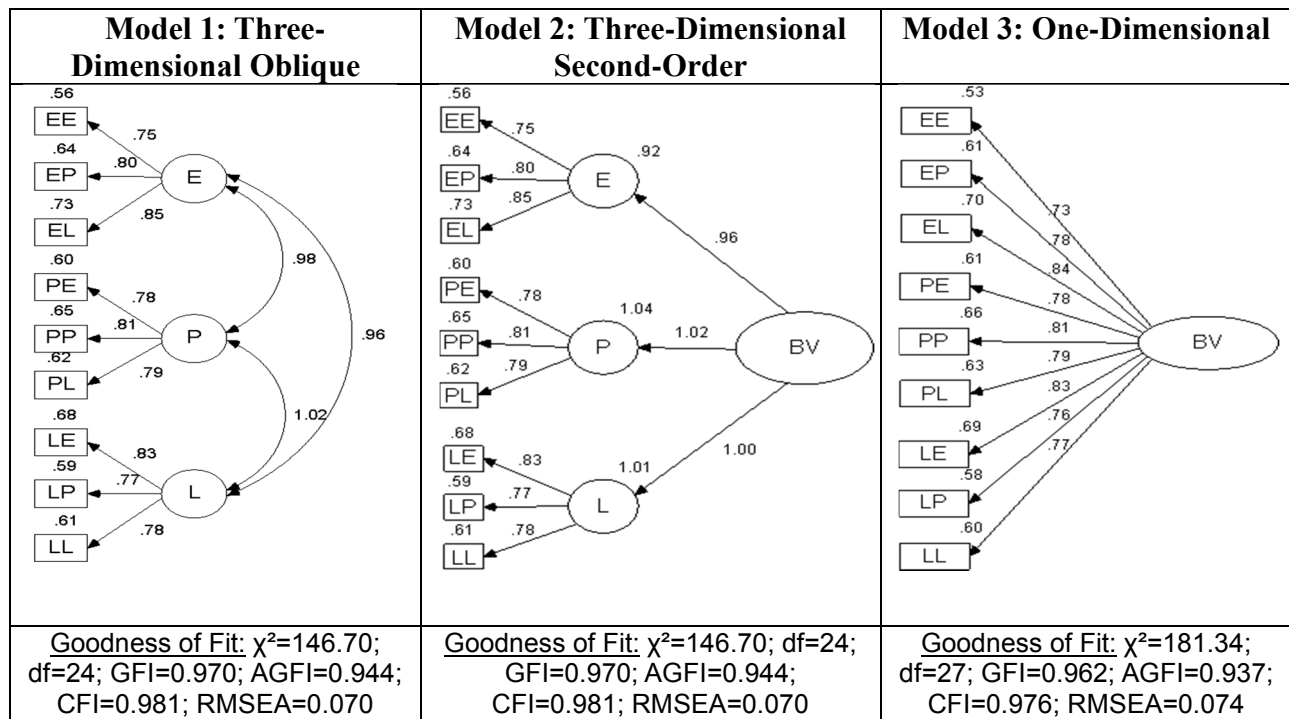 Model 1: Three-
Dimensional Oblique
.56
EE
.75
.64
EP
.80
E
.73
EL
.85
.98
.60
PE
.78
.65
PP
.81
P
.96
.62
PL
.79
.68
LE
.83
1.02
.59
LP
.77
L
.61
LL
.78
Goodness of Fit: χ²=146.70;
df=24; GFI=0.970; AGFI=0.944;
CFI=0.981; RMSEA=0.070
Model 2: Three-Dimensional
Second-Order
.56
EE
.75
.92
.64
EP
.80
E
.73
EL
.85
.96
.60
PE
.78
1.04
.65
PP
.81
P
1.02
BV
.62
PL
.79
.68
LE
.83
1.01
1.00
.59
LP
.77
L
.61
LL
.78
Goodness of Fit: χ²=146.70; df=24;
GFI=0.970; AGFI=0.944;
CFI=0.981; RMSEA=0.070
Model 3: One-Dimensional
.53
EE
.61
EP
.73
.70
EL
.78
.61
PE
.84
.78
.66
PP
.81
BV
.63
PL
.79
.83
.69
LE
.76
.77
.58
LP
.60
LL
Goodness of Fit: χ²=181.34;
df=27; GFI=0.962; AGFI=0.937;
CFI=0.976; RMSEA=0.074